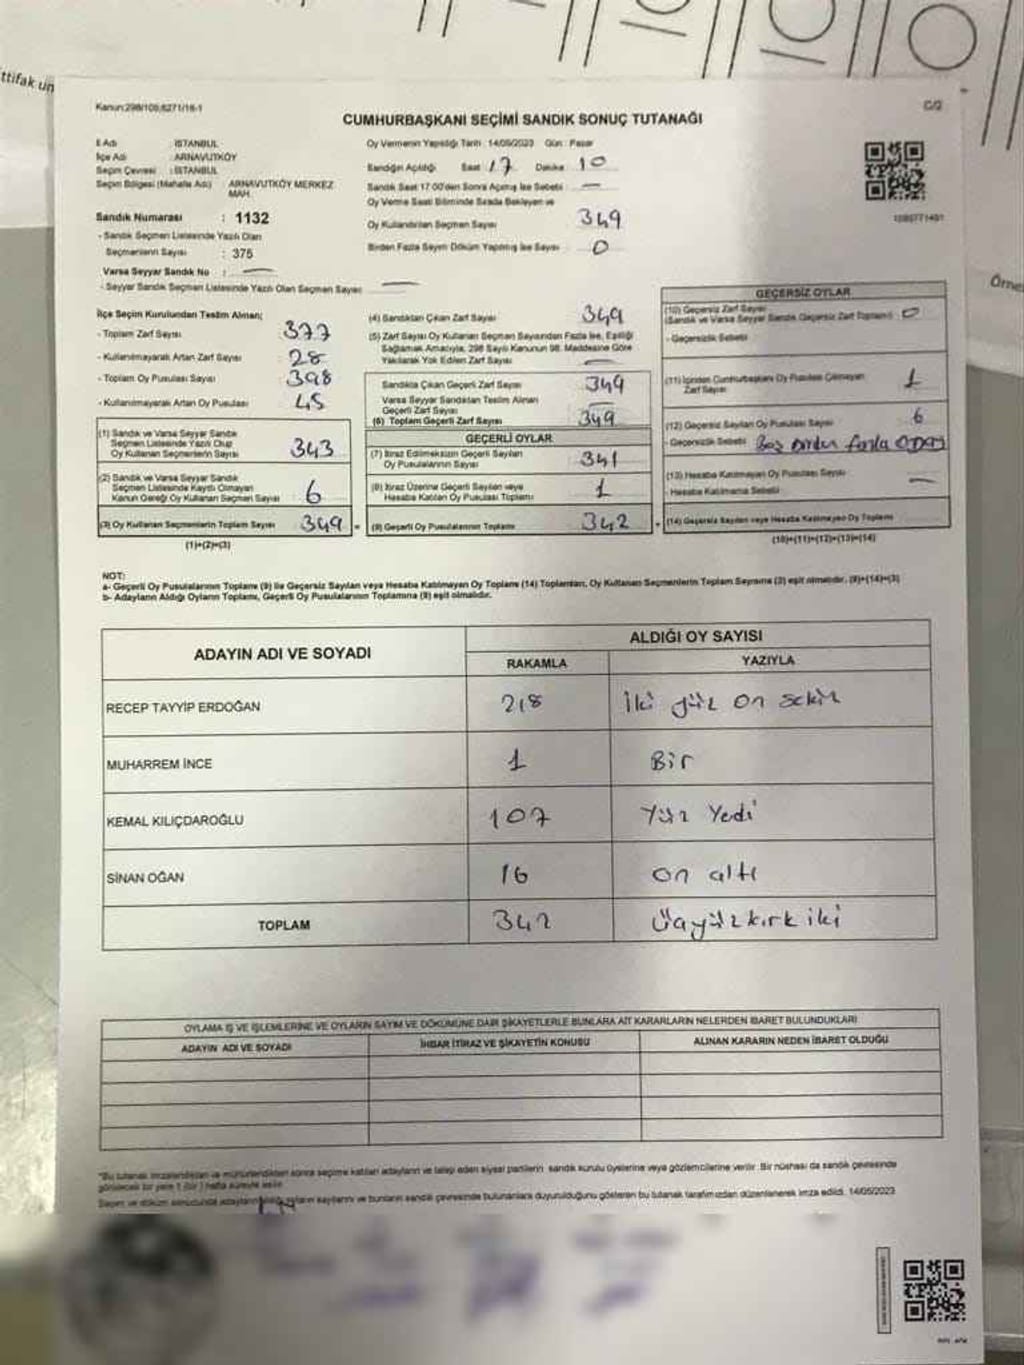 ttifak un
Kanun:298/105;6271/16-1
C/2
CUMHURBAŞKANI SEÇİMİ SANDIK SONUÇ TUTANAĞI
İl Adı : İSTANBUL
İlçe Adı : ARNAVUTKÖY
Seçim Çevresi : İSTANBUL
Seçim Bölgesi (Mahalle Adı) : ARNAVUTKÖY MERKEZ MAH.
Sandık Numarası : 1132
- Sandık Seçmen Listesinde Yazılı Olan
Seçmenlerin Sayısı : 375
Varsa Seyyar Sandık No : —
- Seyyar Sandık Seçmen Listesinde Yazılı Olan Seçmen Sayısı —
Oy Vermenin Yapıldığı Tarih : 14/05/2023 Gün : Pazar
Sandığın Açıldığı Saat 17 Dakika 10
Sandık Saat 17.00'den Sonra Açılmış İse Sebebi —
Oy Verme Saati Bitiminde Sırada Bekleyen ve
Oy Kullandırılan Seçmen Sayısı 349
Birden Fazla Sayım Döküm Yapılmış İse Sayısı 0
Örne
İlçe Seçim Kurulundan Teslim Alınan;
- Toplam Zarf Sayısı 377
- Kullanılmayarak Artan Zarf Sayısı 28
- Toplam Oy Pusulası Sayısı 398
- Kullanılmayarak Artan Oy Pusulası 45
(1) Sandık ve Varsa Seyyar Sandık
Seçmen Listesinde Yazılı Olup
Oy Kullanan Seçmenlerin Sayısı 343
(2) Sandık ve Varsa Seyyar Sandık
Seçmen Listesinde Kayıtlı Olmayan
Kanun Gereği Oy Kullanan Seçmen Sayısı 6
(3) Oy Kullanan Seçmenlerin Toplam Sayısı 349
(1)+(2)=(3)
(4) Sandıktan Çıkan Zarf Sayısı 349
(5) Zarf Sayısı Oy Kullanan Seçmen Sayısından Fazla İse, Eşitliği
Sağlamak Amacıyla, 298 Sayılı Kanunun 98. Maddesine Göre
Yakılarak Yok Edilen Zarf Sayısı —
Sandıkta Çıkan Geçerli Zarf Sayısı 349
Varsa Seyyar Sandıktan Teslim Alınan
Geçerli Zarf Sayısı —
(6) Toplam Geçerli Zarf Sayısı 349
GEÇERLİ OYLAR
(7) İtiraz Edilmeksizin Geçerli Sayılan
Oy Pusulalarının Sayısı 341
(8) İtiraz Üzerine Geçerli Sayılan veya
Hesaba Katılan Oy Pusulası Toplamı 1
(9) Geçerli Oy Pusulalarının Toplamı 342
GEÇERSİZ OYLAR
(10) Geçersiz Zarf Sayısı
(Sandık ve Varsa Seyyar Sandık Geçersiz Zarf Toplamı) 0
- Geçersizlik Sebebi
(11) İçinden Cumhurbaşkanı Oy Pusulası Çıkmayan
Zarf Sayısı 1
(12) Geçersiz Sayılan Oy Pusulası Sayısı 6
- Geçersizlik Sebebi Boş birden fazla
(13) Hesaba Katılmayan Oy Pusulası Sayısı —
- Hesaba Katılmama Sebebi
(14) Geçersiz Sayılan veya Hesaba Katılmayan Oy Toplamı
(10)+(11)+(12)+(13)=(14)
NOT:
a- Geçerli Oy Pusulalarının Toplamı (9) ile Geçersiz Sayılan veya Hesaba Katılmayan Oy Toplamı (14) Toplamları, Oy Kullanan Seçmenlerin Toplam Sayısına (3) eşit olmalıdır. (9)+(14)=(3)
b- Adayların Aldığı Oyların Toplamı, Geçerli Oy Pusulalarının Toplamına (9) eşit olmalıdır.
ADAYIN ADI VE SOYADI
ALDIĞI OY SAYISI
RAKAMLA YAZIYLA
RECEP TAYYİP ERDOĞAN 218 İki yüz on sekiz
MUHARREM İNCE 1 Bir
KEMAL KILIÇDAROĞLU 107 Yüz Yedi
SİNAN OĞAN 16 on altı
TOPLAM 342 Üçyüz kırk iki
OYLAMA İŞ VE İŞLEMLERİNE VE OYLARIN SAYIM VE DÖKÜMÜNE DAİR ŞİKAYETLERLE BUNLARA AİT KARARLARIN NELERDEN İBARET BULUNDUKLARI
ADAYIN ADI VE SOYADI İHBAR İTİRAZ VE ŞİKAYETİN KONUSU ALINAN KARARIN NEDEN İBARET OLDUĞU
*Bu tutanak imzalandıktan ve mühürlendikten sonra seçime katılan adayların ve talep eden siyasi partilerin sandık kurulu üyelerine veya gözlemcilerine verilir. Bir nüshası da sandık çevresinde
görülecek bir yere 1 (bir) hafta süreyle asılır.
Seçim ve döküm sonucunda adayların oyların sayılarını ve bunların sandık çevresinde bulunanlara duyurulduğunu gösteren bu tutanak tarafımızdan düzenlenerek imza edildi. 14/05/2023